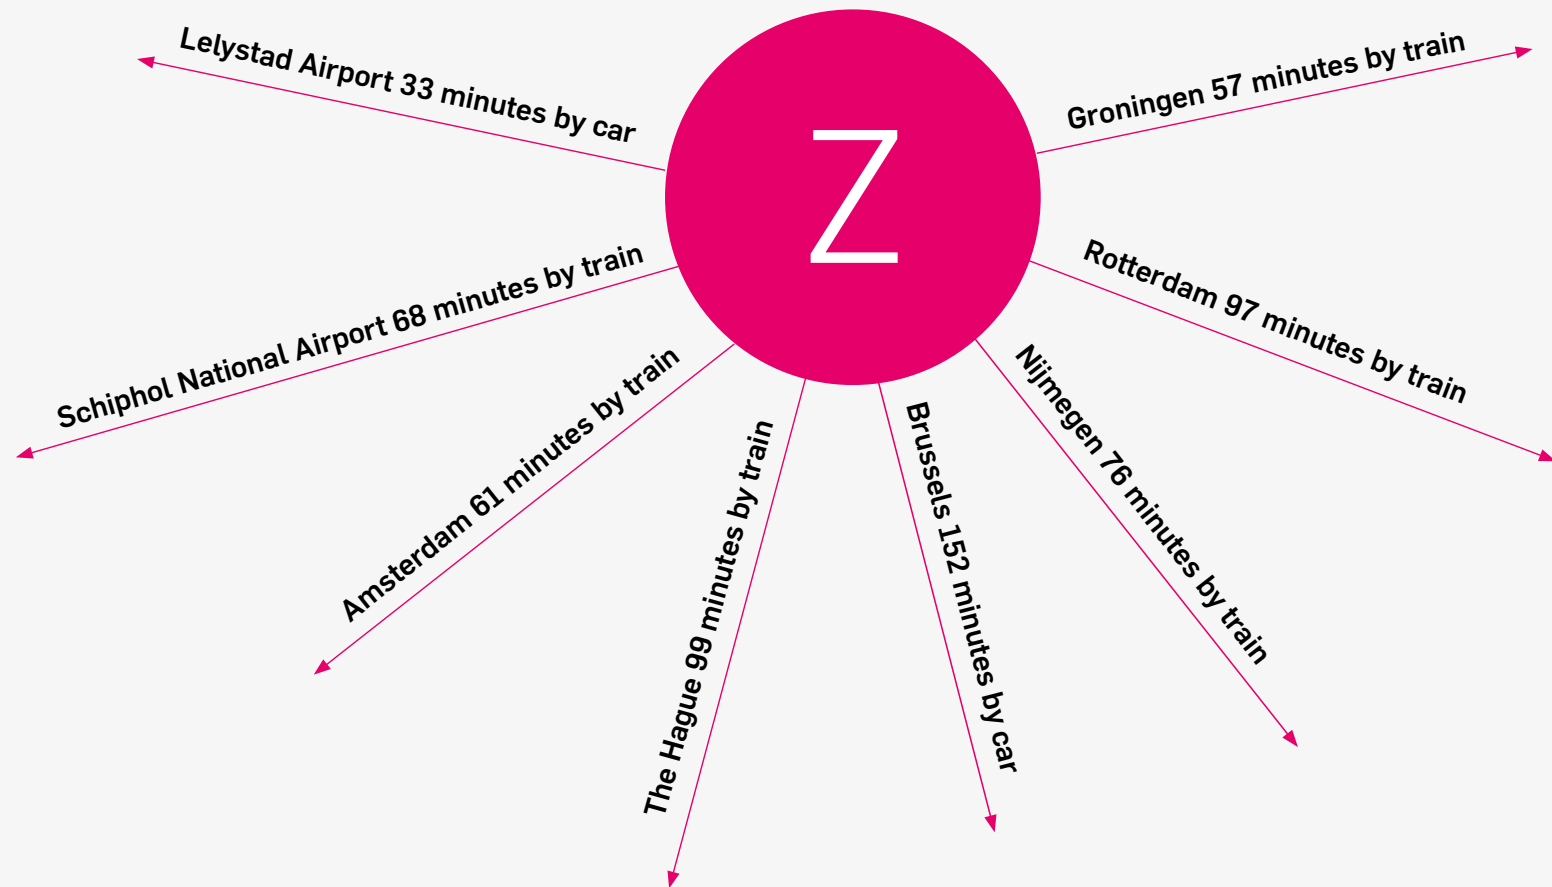 Z
Lelystad Airport 33 minutes by car
Groningen 57 minutes by train
Schiphol National Airport 68 minutes by train
Rotterdam 97 minutes by train
Amsterdam 61 minutes by train
Nijmegen 76 minutes by train
The Hague 99 minutes by train
Brussels 152 minutes by car